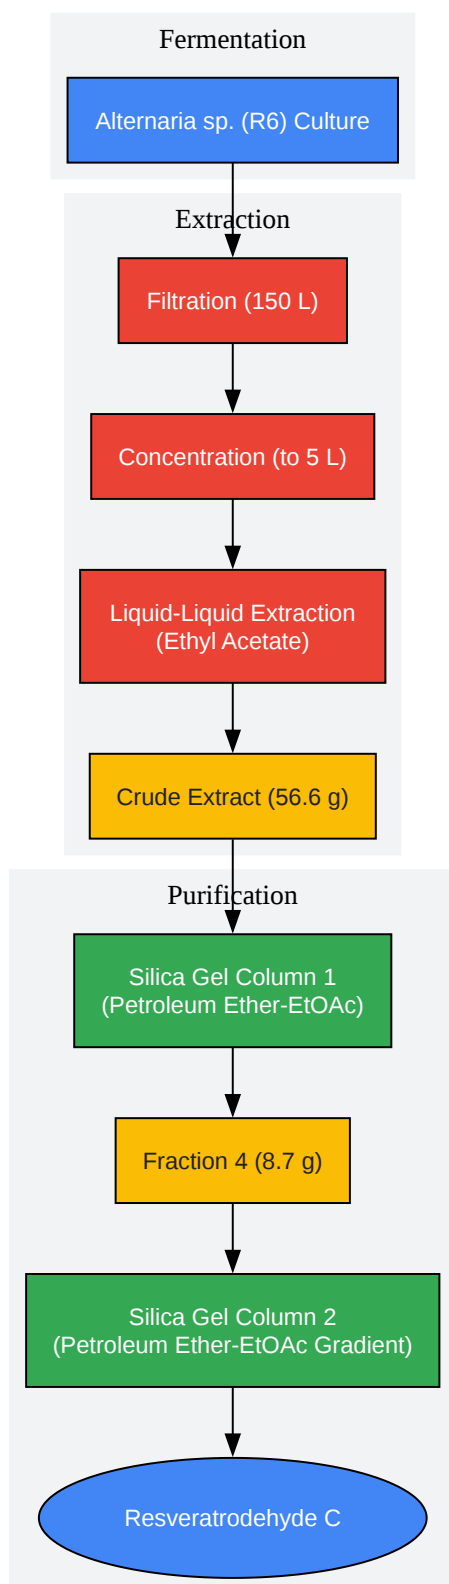 Fermentation
Alternaria sp. (R6) Culture
Extraction
Filtration (150 L)
Concentration (to 5 L)
Liquid-Liquid Extraction
(Ethyl Acetate)
Crude Extract (56.6 g)
Purification
Silica Gel Column 1
(Petroleum Ether-EtOAc)
Fraction 4 (8.7 g)
Silica Gel Column 2
(Petroleum Ether-EtOAc Gradient)
Resveratrodehyde C